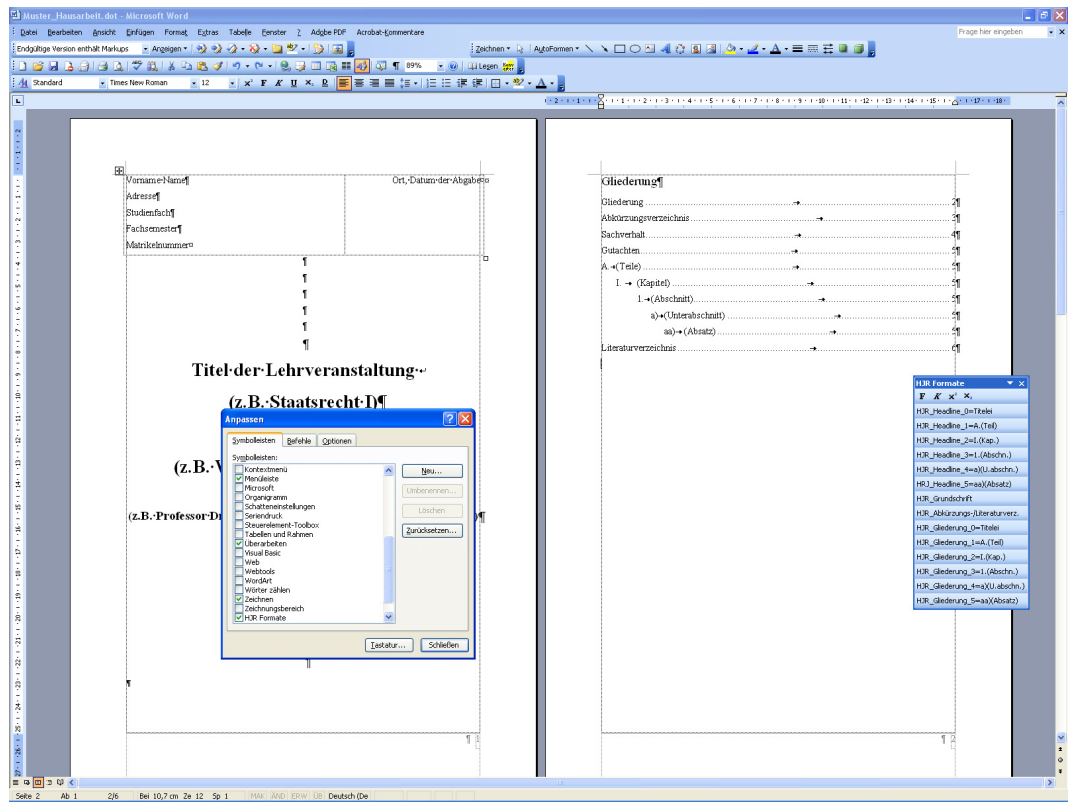 Muster_Hausarbeit.dot - Microsoft Word
Datei Bearbeiten Ansicht Einfügen Format Extras Tabelle Fenster ? Adobe PDF Acrobat-Kommentare
Frage hier eingeben
Endgültige Version enthält Markups Anzeigen
Zeichnen AutoFormen
89% Lesen
Standard Times New Roman 12 F K U
Vorname·Name¶
Ort,·Datum·der·Abgabe¤
Adresse¶
Studienfach¶
Fachsemester¶
Matrikelnummer¤
¶
¶
¶
¶
¶
¶
Titel·der·Lehrveranstaltung·↵
(z.B.·Staatsrecht·I)¶
(z.B.·V
(z.B.·Professor·D
)¶
¶
¶
¶ 1
Anpassen
Symbolleisten Befehle Optionen
Symbolleisten:
Kontextmenü
Menüleiste
Microsoft
Organigramm
Schatteneinstellungen
Seriendruck
Steuerelement-Toolbox
Tabellen und Rahmen
Überarbeiten
Visual Basic
Web
Webtools
WordArt
Wörter zählen
Zeichnen
Zeichnungsbereich
HJR Formate
Neu...
Umbenennen...
Löschen
Zurücksetzen...
Tastatur... Schließen
Gliederung¶
Gliederung → 2¶
Abkürzungsverzeichnis → 3¶
Sachverhalt → 4¶
Gutachten → 5¶
A.→(Teile) → 5¶
I. → (Kapitel) → 5¶
1.→(Abschnitt) → 5¶
a)→(Unterabschnitt) → 5¶
aa)→(Absatz) → 5¶
Literaturverzeichnis → 6¶
¶ 2
HJR Formate
F K x² x₂
HJR_Headline_0=Titelei
HJR_Headline_1=A.(Teil)
HJR_Headline_2=I.(Kap.)
HJR_Headline_3=1.(Abschn.)
HJR_Headline_4=a)(U.abschn.)
HRJ_Headline_5=aa)(Absatz)
HJR_Grundschrift
HJR_Abkürzungs-/Literaturverz.
HJR_Gliederung_0=Titelei
HJR_Gliederung_1=A.(Teil)
HJR_Gliederung_2=I.(Kap.)
HJR_Gliederung_3=1.(Abschn.)
HJR_Gliederung_4=a)(U.abschn.)
HJR_Gliederung_5=aa)(Absatz)
Seite 2 Ab 1 2/6 Bei 10,7 cm Ze 12 Sp 1 MAK ÄND ERW ÜB Deutsch (De